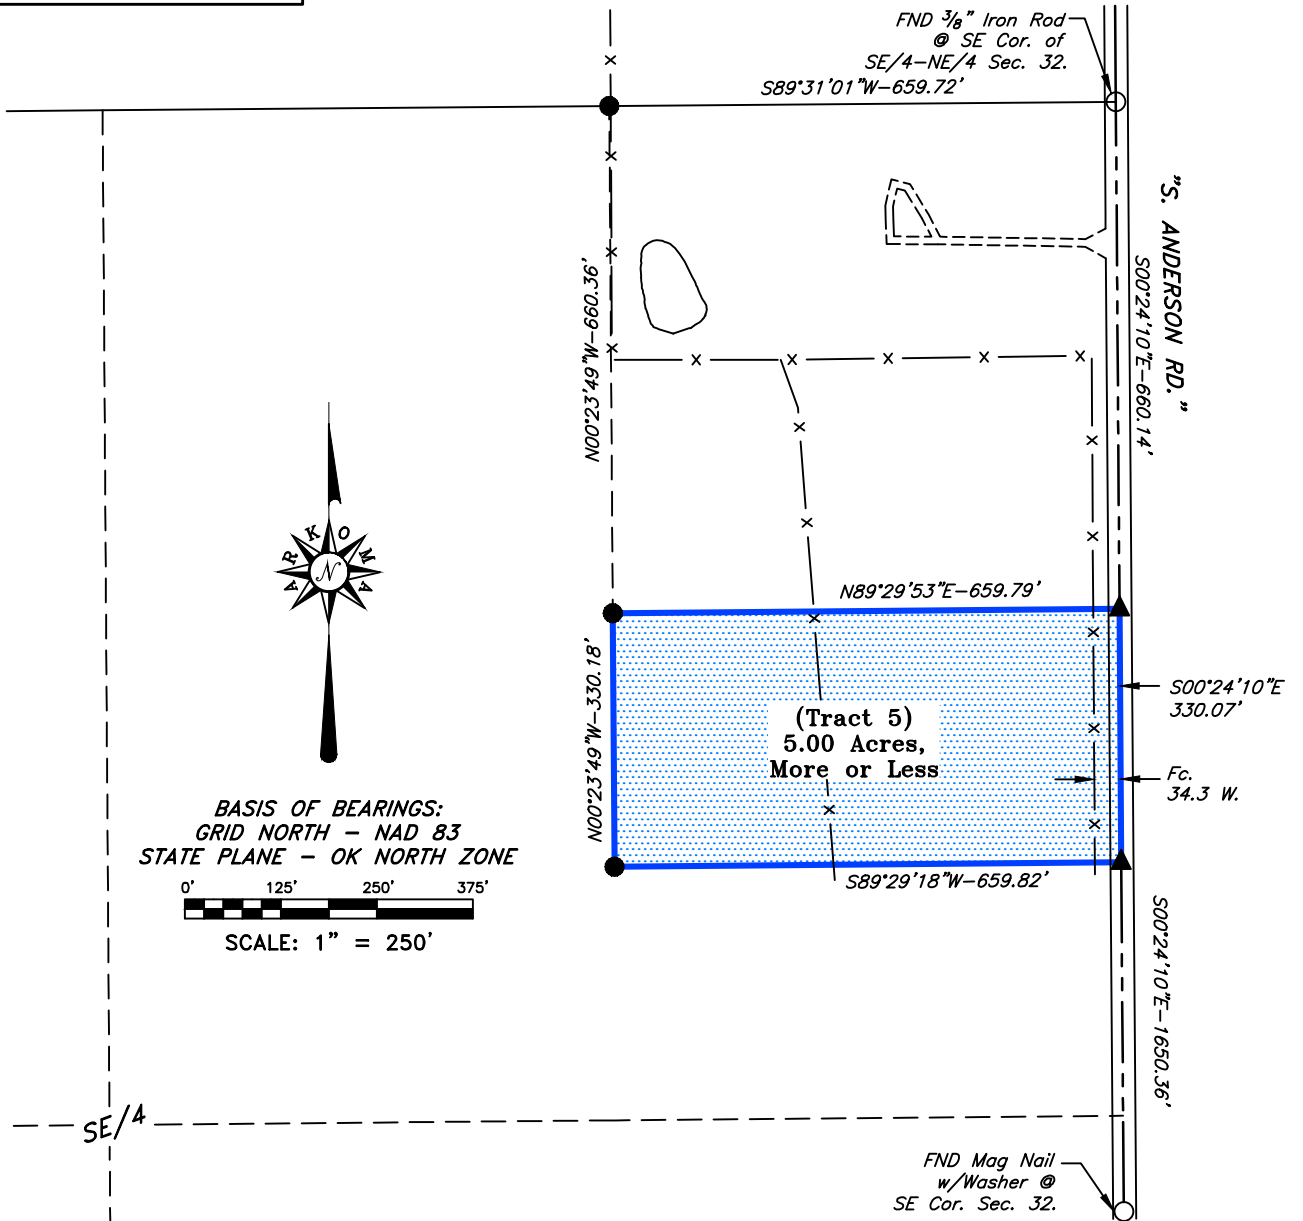 FND 3/8" Iron Rod
@ SE Cor. of
SE/4-NE/4 Sec. 32.
S89°31'01"W-659.72'
"S. ANDERSON RD."
S00°24'10"E-660.14'
N00°23'49"W-660.36'
A R K O M A
N
N89°29'53"E-659.79'
N00°23'49"W-330.18'
(Tract 5)
5.00 Acres,
More or Less
S00°24'10"E
330.07'
Fc.
34.3 W.
BASIS OF BEARINGS:
GRID NORTH - NAD 83
STATE PLANE - OK NORTH ZONE
0' 125' 250' 375'
SCALE: 1" = 250'
S89°29'18"W-659.82'
S00°24'10"E-1650.36'
SE/4
FND Mag Nail
w/Washer @
SE Cor. Sec. 32.